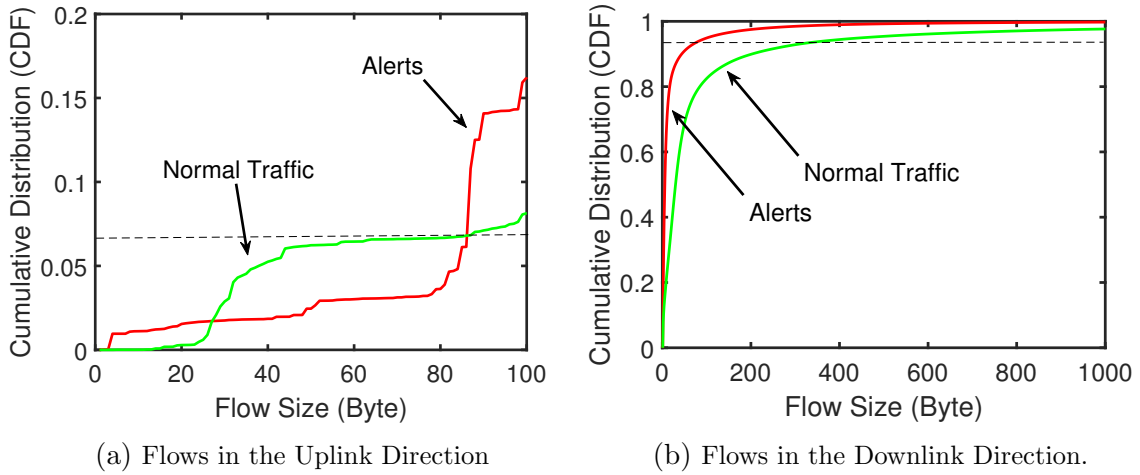 Cumulative Distribution (CDF)
0.2
0.15
0.1
0.05
0
Alerts
Normal Traffic
0 20 40 60 80 100
Flow Size (Byte)
(a) Flows in the Uplink Direction
Cumulative Distribution (CDF)
1
0.8
0.6
0.4
0.2
0
Normal Traffic
Alerts
0 200 400 600 800 1000
Flow Size (Byte)
(b) Flows in the Downlink Direction.